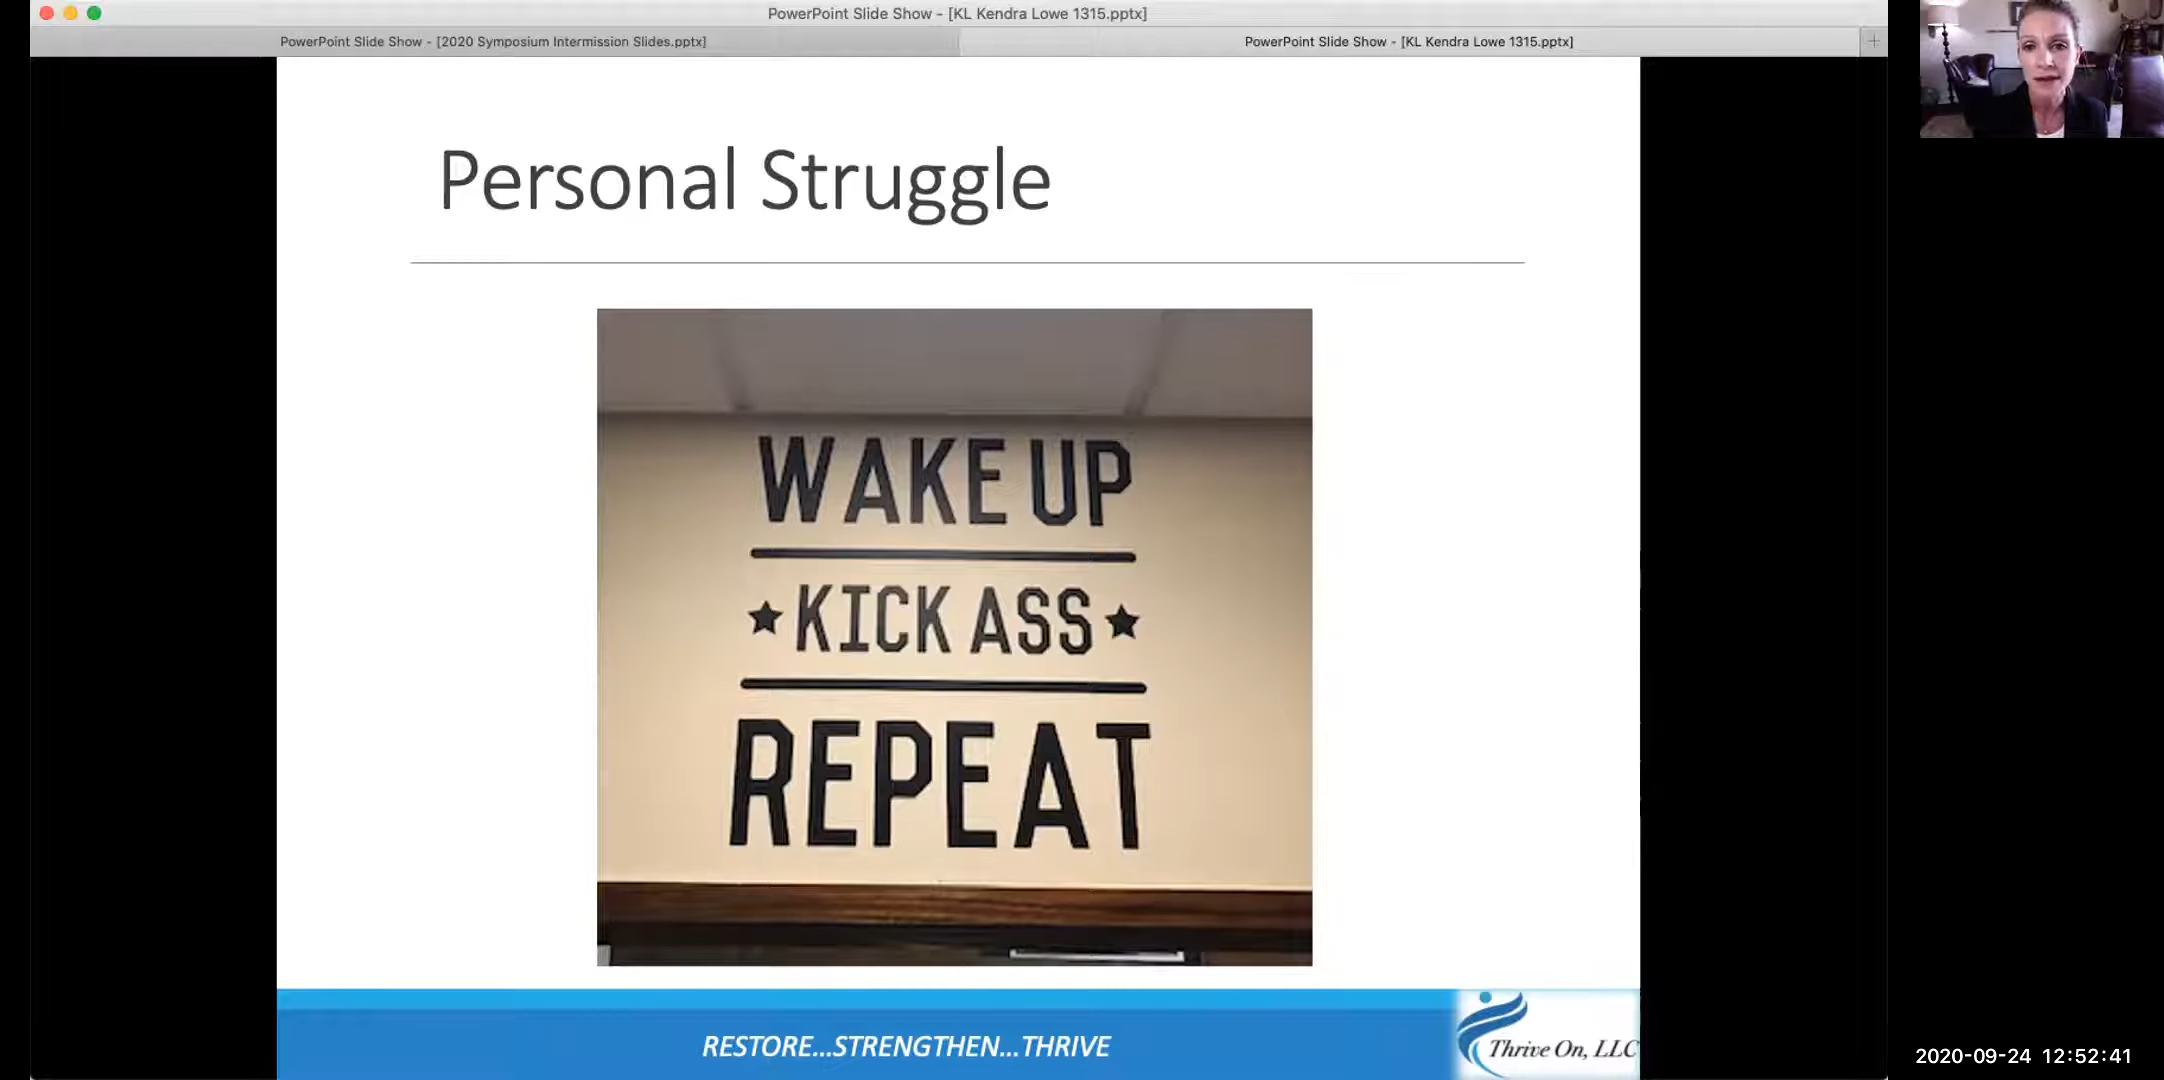 PowerPoint Slide Show - [KL Kendra Lowe 1315.pptx]
PowerPoint Slide Show - [2020 Symposium Intermission Slides.pptx]
PowerPoint Slide Show - [KL Kendra Lowe 1315.pptx]
Personal Struggle
WAKE UP
KICK ASS
REPEAT
RESTORE...STRENGTHEN...THRIVE
Thrive On, LLC
2020-09-24 12:52:41